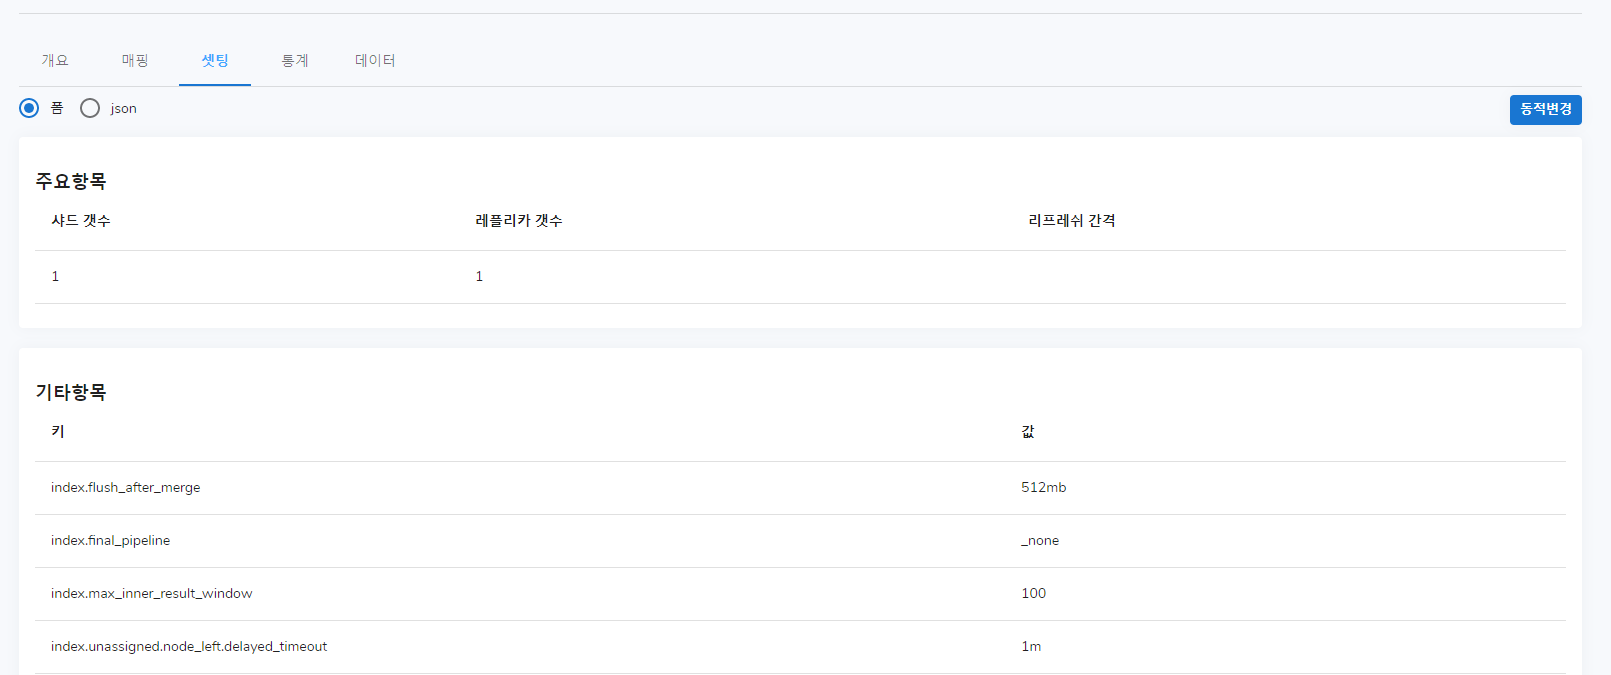 개요 매핑 셋팅 통계 데이터
폼 json 동적변경
주요항목
샤드 갯수 레플리카 갯수 리프레쉬 간격
1 1
기타항목
키 값
index.flush_after_merge 512mb
index.final_pipeline _none
index.max_inner_result_window 100
index.unassigned.node_left.delayed_timeout 1m